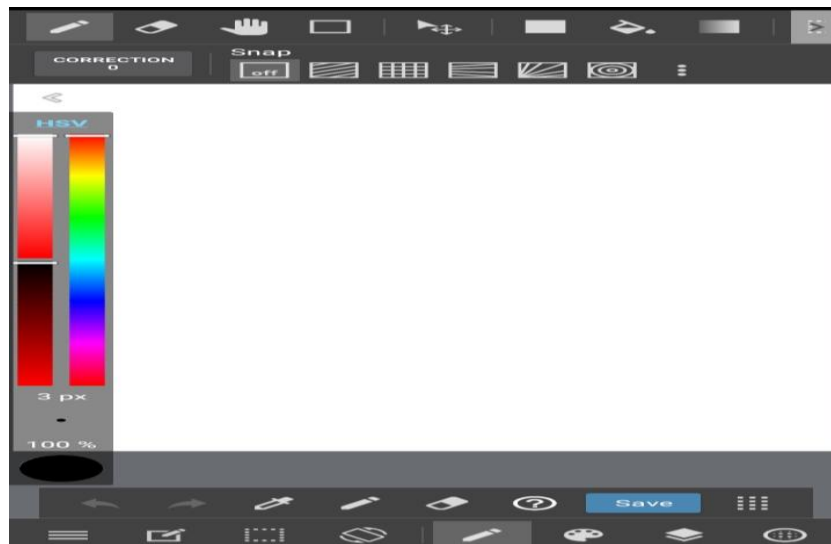 Snap
CORRECTION
0
off
HSV
3 px
100 %
Save